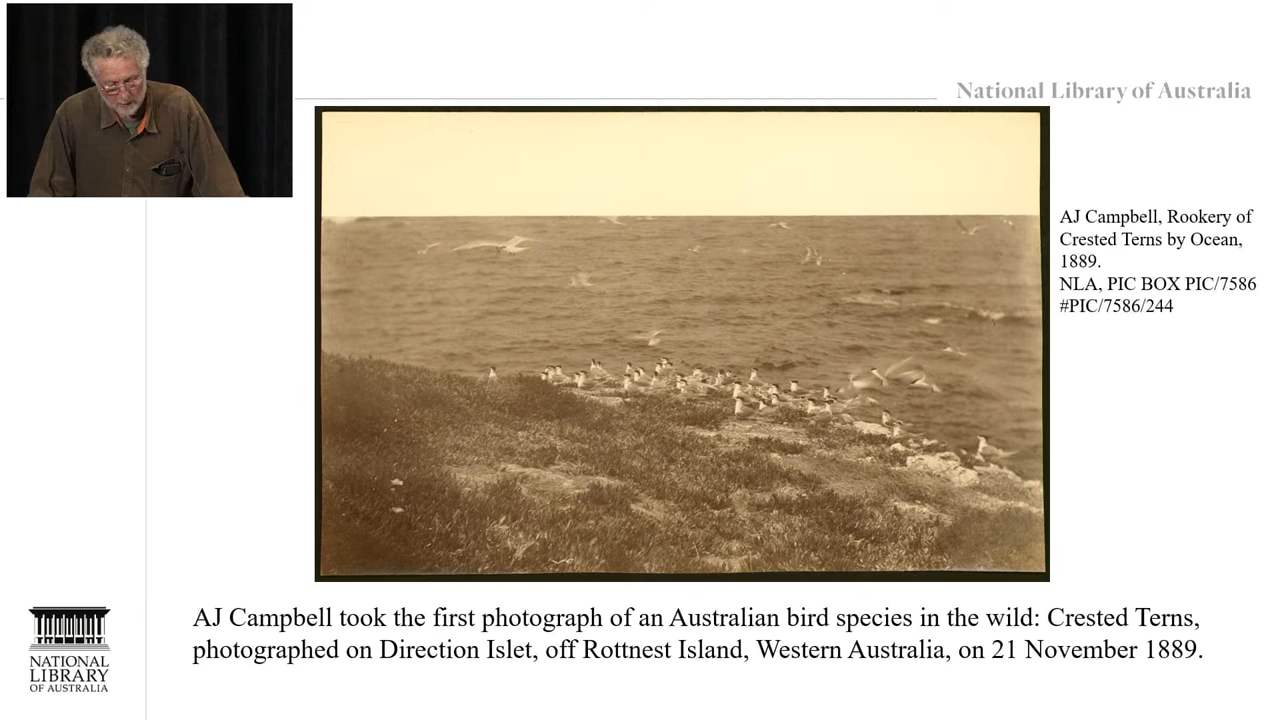 National Library of Australia
AJ Campbell, Rookery of
Crested Terns by Ocean,
1889.
NLA, PIC BOX PIC/7586
#PIC/7586/244
AJ Campbell took the first photograph of an Australian bird species in the wild: Crested Terns,
photographed on Direction Islet, off Rottnest Island, Western Australia, on 21 November 1889.
NATIONAL
LIBRARY
OF AUSTRALIA